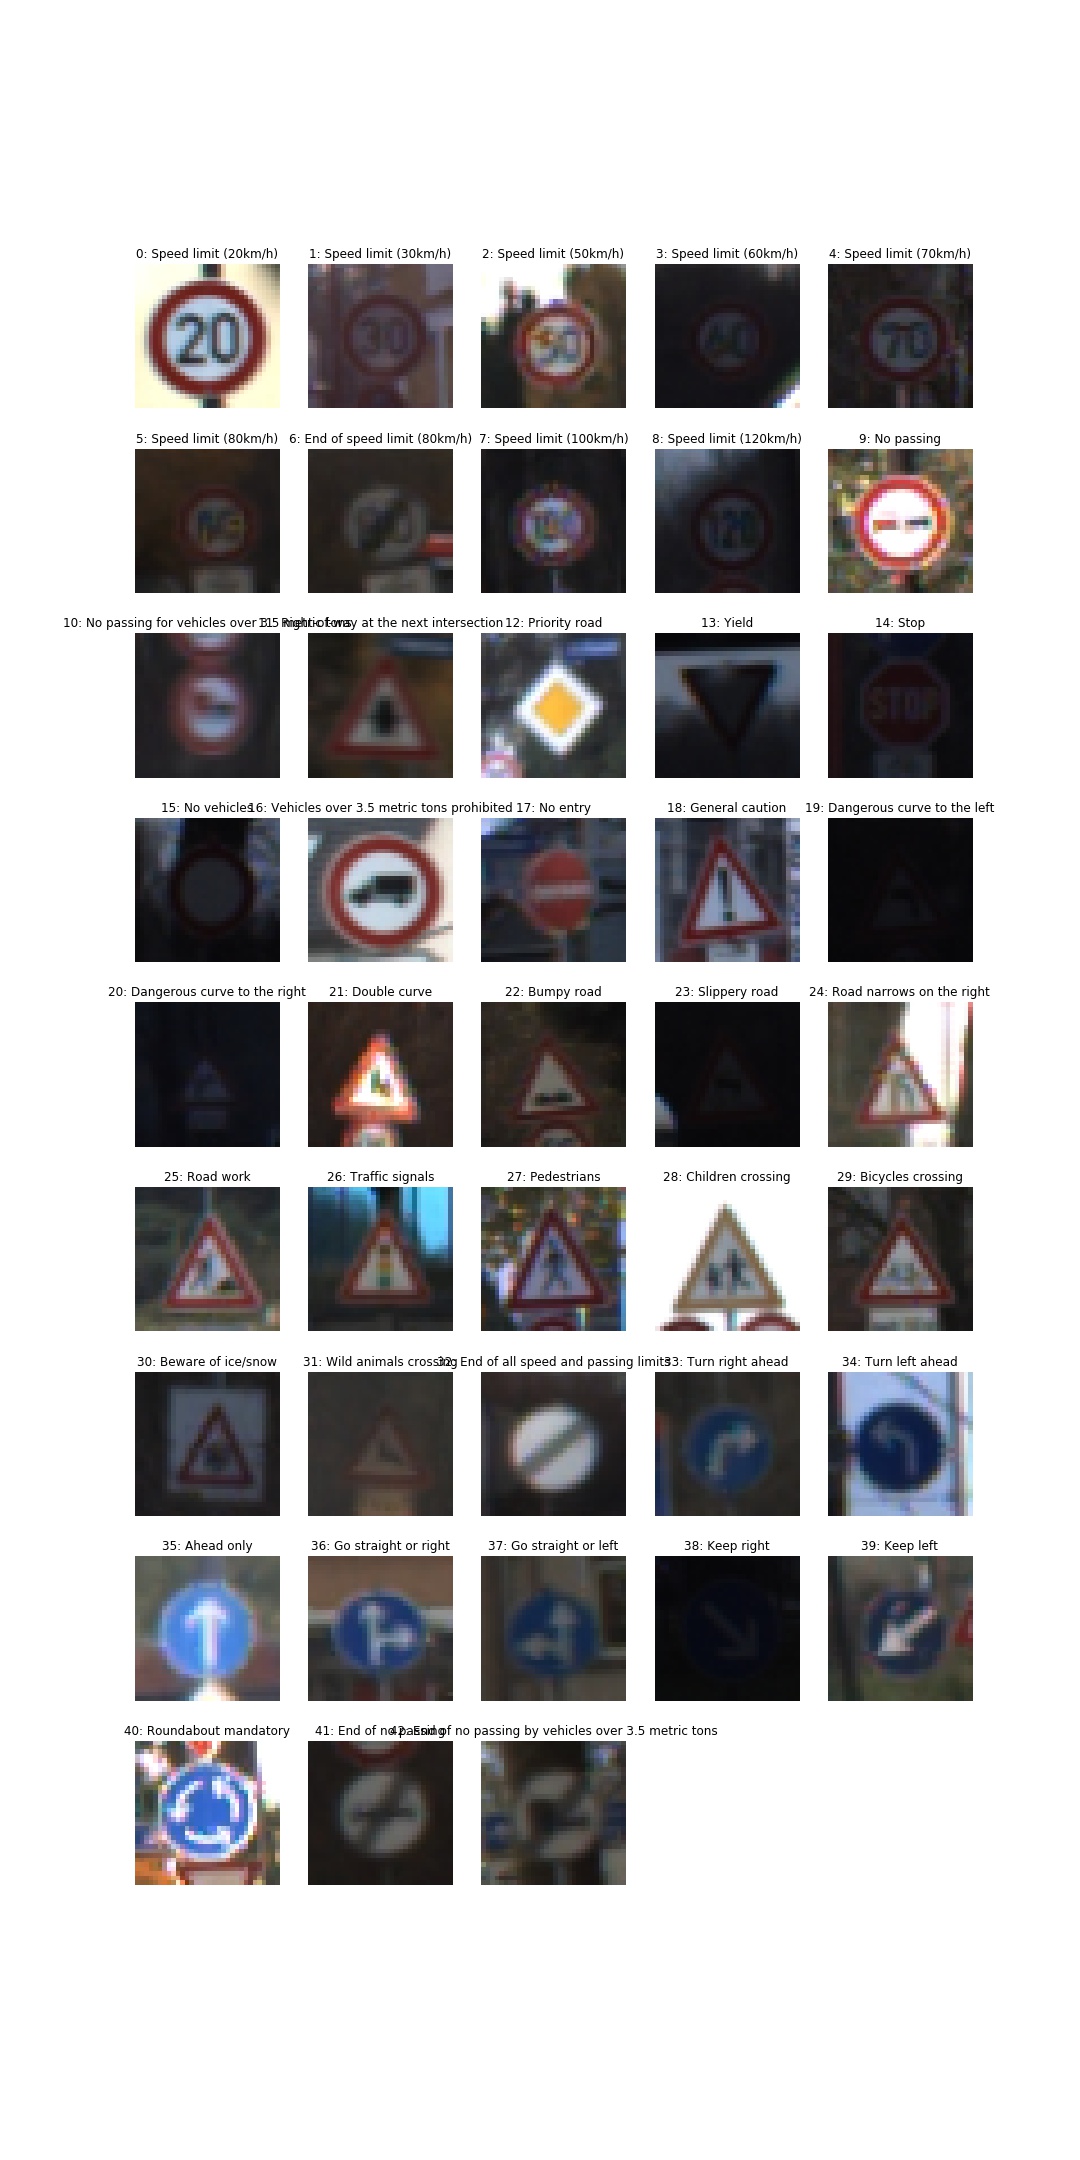 0: Speed limit (20km/h) 1: Speed limit (30km/h) 2: Speed limit (50km/h) 3: Speed limit (60km/h) 4: Speed limit (70km/h)
20 30 50 60 70
5: Speed limit (80km/h) 6: End of speed limit (80km/h) 7: Speed limit (100km/h) 8: Speed limit (120km/h) 9: No passing
120
10: No passing for vehicles over 3.5 metric tons 11: Right-of-way at the next intersection 12: Priority road 13: Yield 14: Stop
STOP
15: No vehicles 16: Vehicles over 3.5 metric tons prohibited 17: No entry 18: General caution 19: Dangerous curve to the left
20: Dangerous curve to the right 21: Double curve 22: Bumpy road 23: Slippery road 24: Road narrows on the right
25: Road work 26: Traffic signals 27: Pedestrians 28: Children crossing 29: Bicycles crossing
30: Beware of ice/snow 31: Wild animals crossing 32: End of all speed and passing limits 33: Turn right ahead 34: Turn left ahead
35: Ahead only 36: Go straight or right 37: Go straight or left 38: Keep right 39: Keep left
40: Roundabout mandatory 41: End of no passing 42: End of no passing by vehicles over 3.5 metric tons